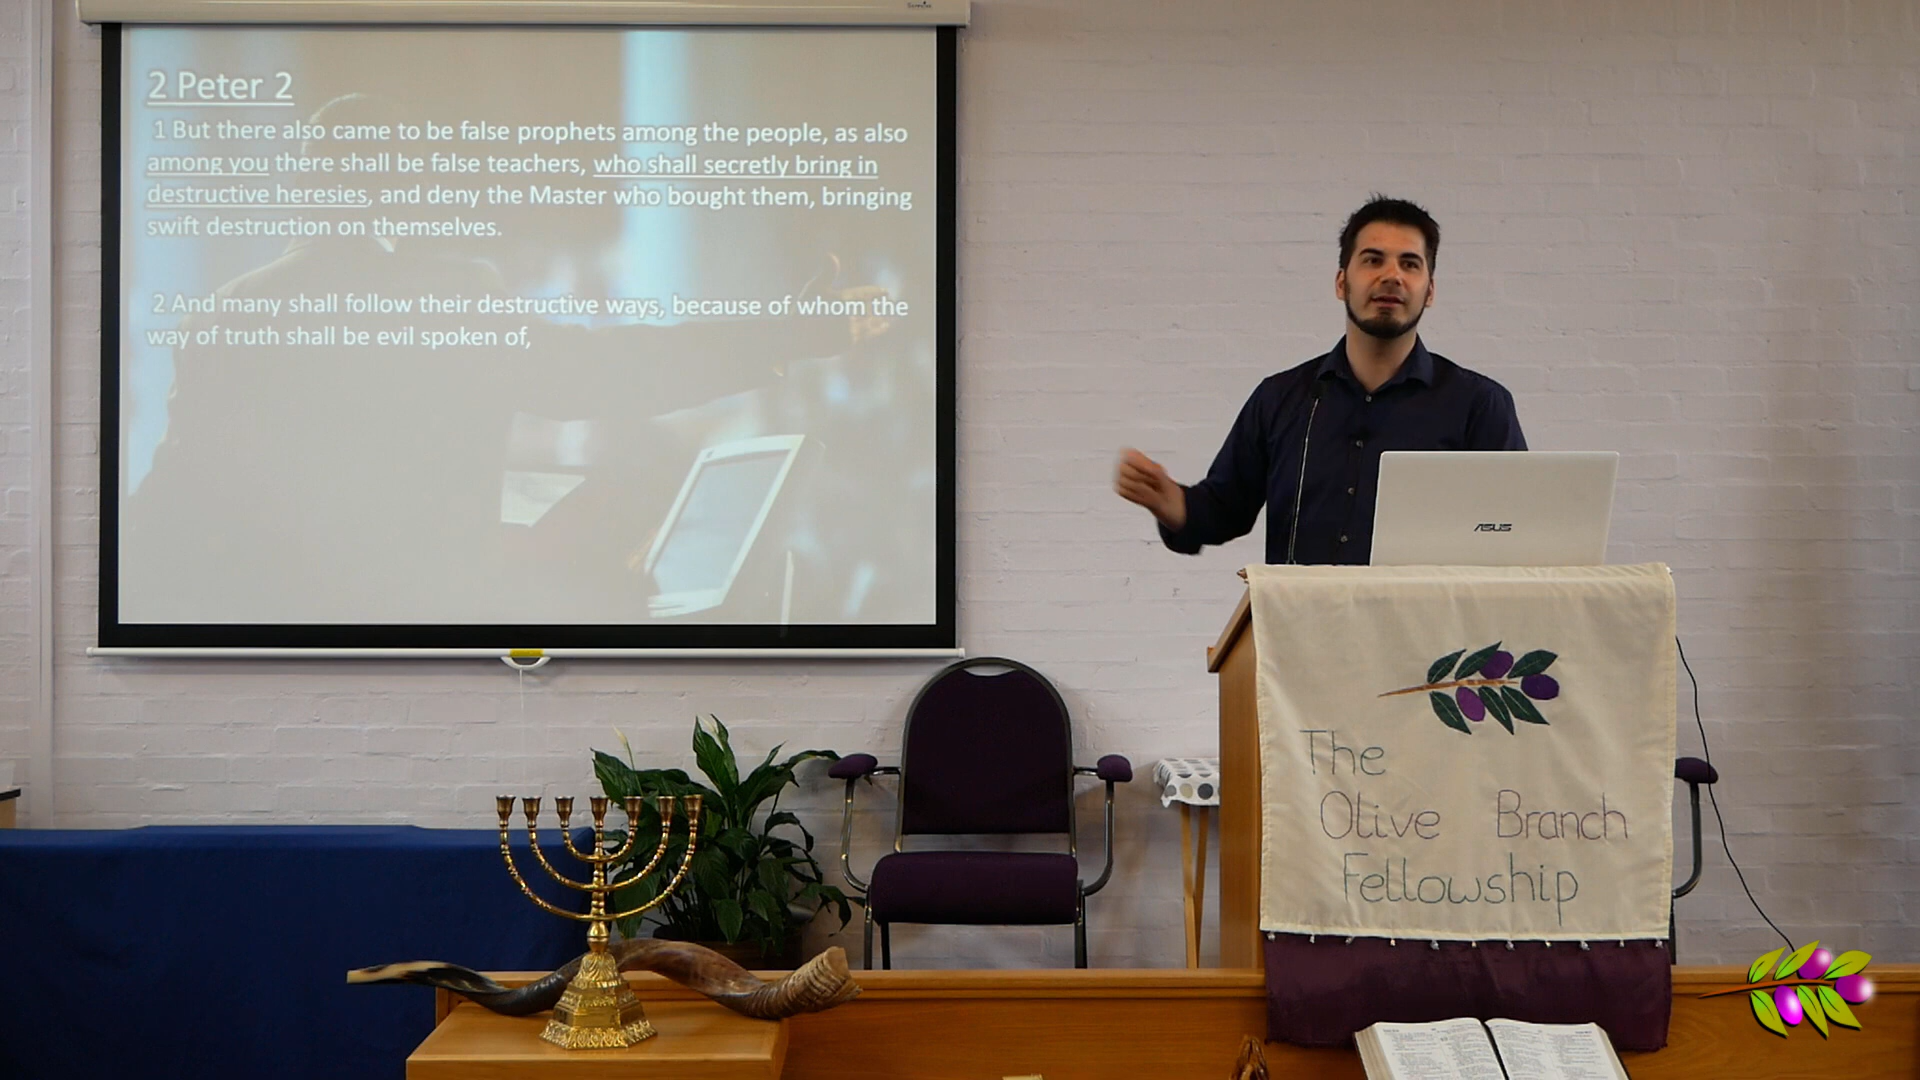 2 Peter 2
1 But there also came to be false prophets among the people, as also
among you there shall be false teachers, who shall secretly bring in
destructive heresies, and deny the Master who bought them, bringing
swift destruction on themselves.
2 And many shall follow their destructive ways, because of whom the
way of truth shall be evil spoken of,
ASUS
The
Olive Branch
Fellowship